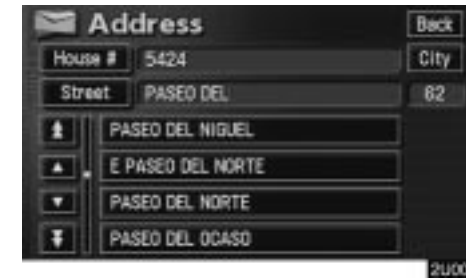 Address Back
House # 5424 City
Street PASEO DEL 62
PASEO DEL NIGUEL
E PASEO DEL NORTE
PASEO DEL NORTE
PASEO DEL OCASO